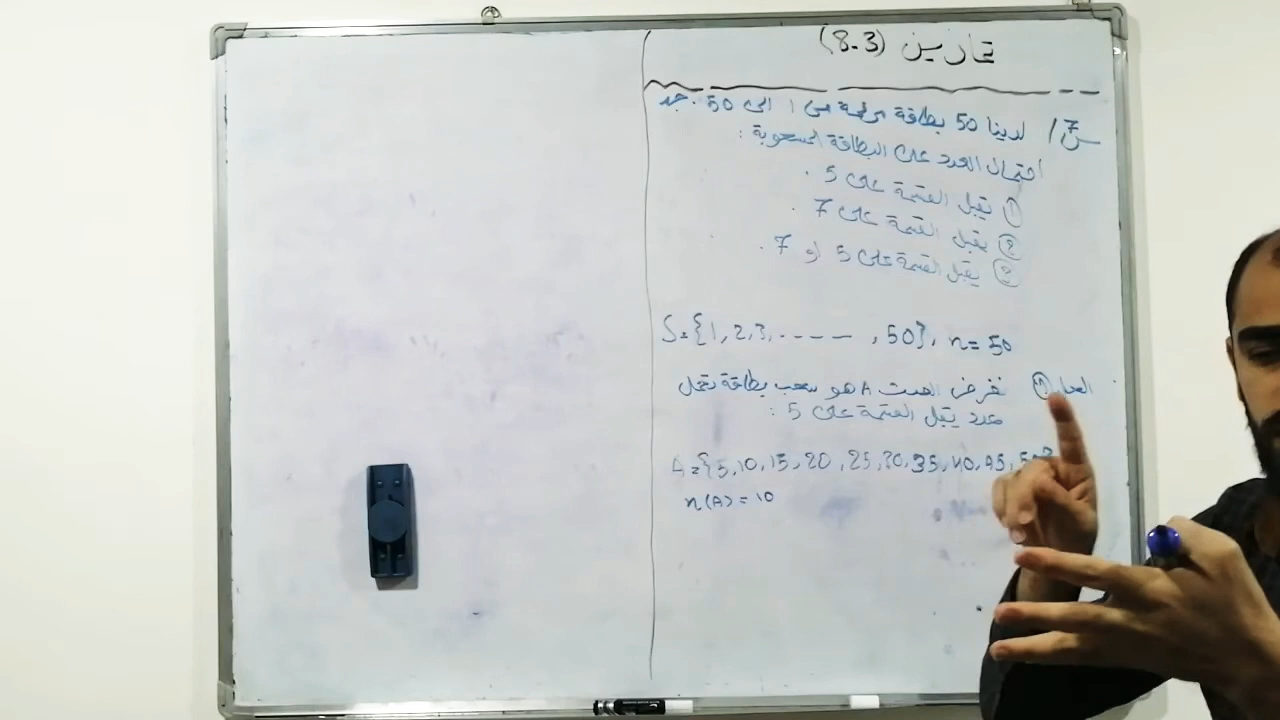 تمارين (8-3)
س7/ لدينا 50 بطاقة مرقمة من 1 الى 50. جد
احتمال العدد على البطاقة المسحوبة :
① يقبل القسمة على 5 .
② يقبل القسمة على 7 .
③ يقبل القسمة على 5 او 7 .
S={1,2,3,.---- ,50}, n=50
الحل ① نفرض الحدث A هو سحب بطاقة تحمل
عدد يقبل القسمة على 5 :
A={5,10,15,20,25,30,35,40,45,50}
n(A)=10